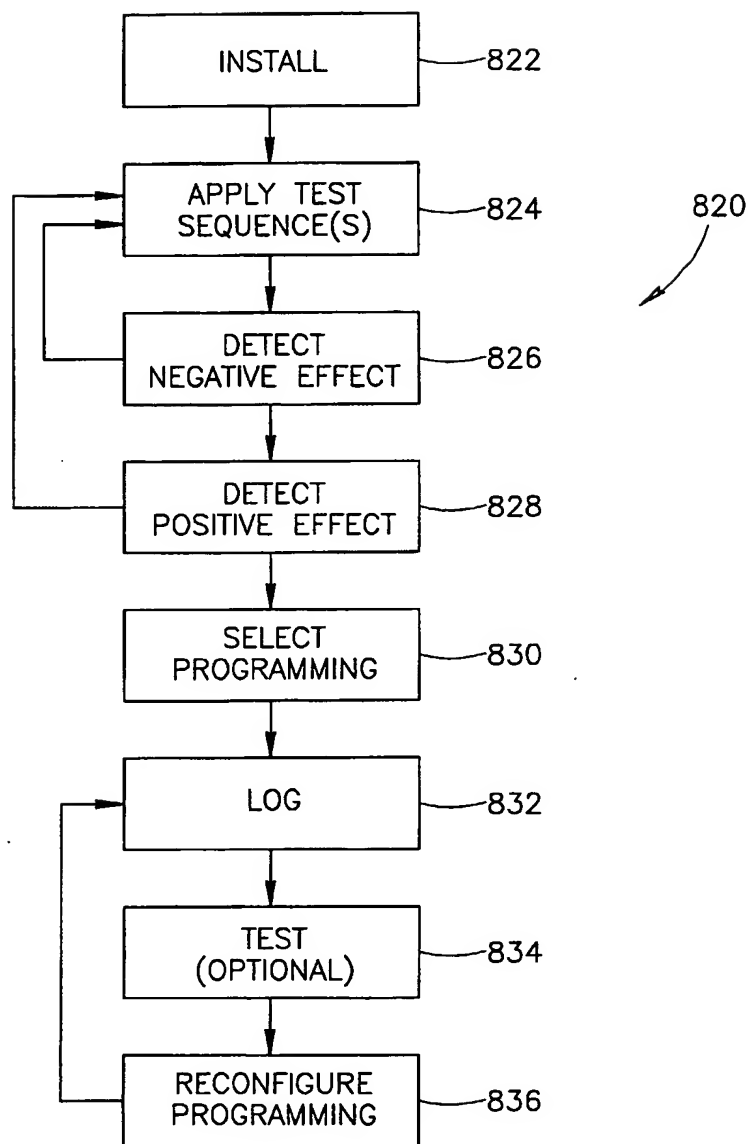 INSTALL 822
APPLY TEST
SEQUENCE(S) 824
820
DETECT
NEGATIVE EFFECT 826
DETECT
POSITIVE EFFECT 828
SELECT
PROGRAMMING 830
LOG 832
TEST
(OPTIONAL) 834
RECONFIGURE
PROGRAMMING 836